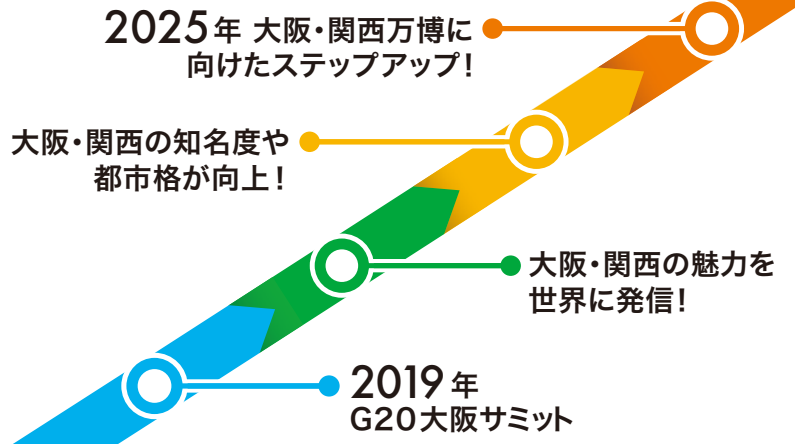 2025年 大阪・関西万博に
向けたステップアップ！
大阪・関西の知名度や
都市格が向上！
大阪・関西の魅力を
世界に発信！
2019年
G20大阪サミット